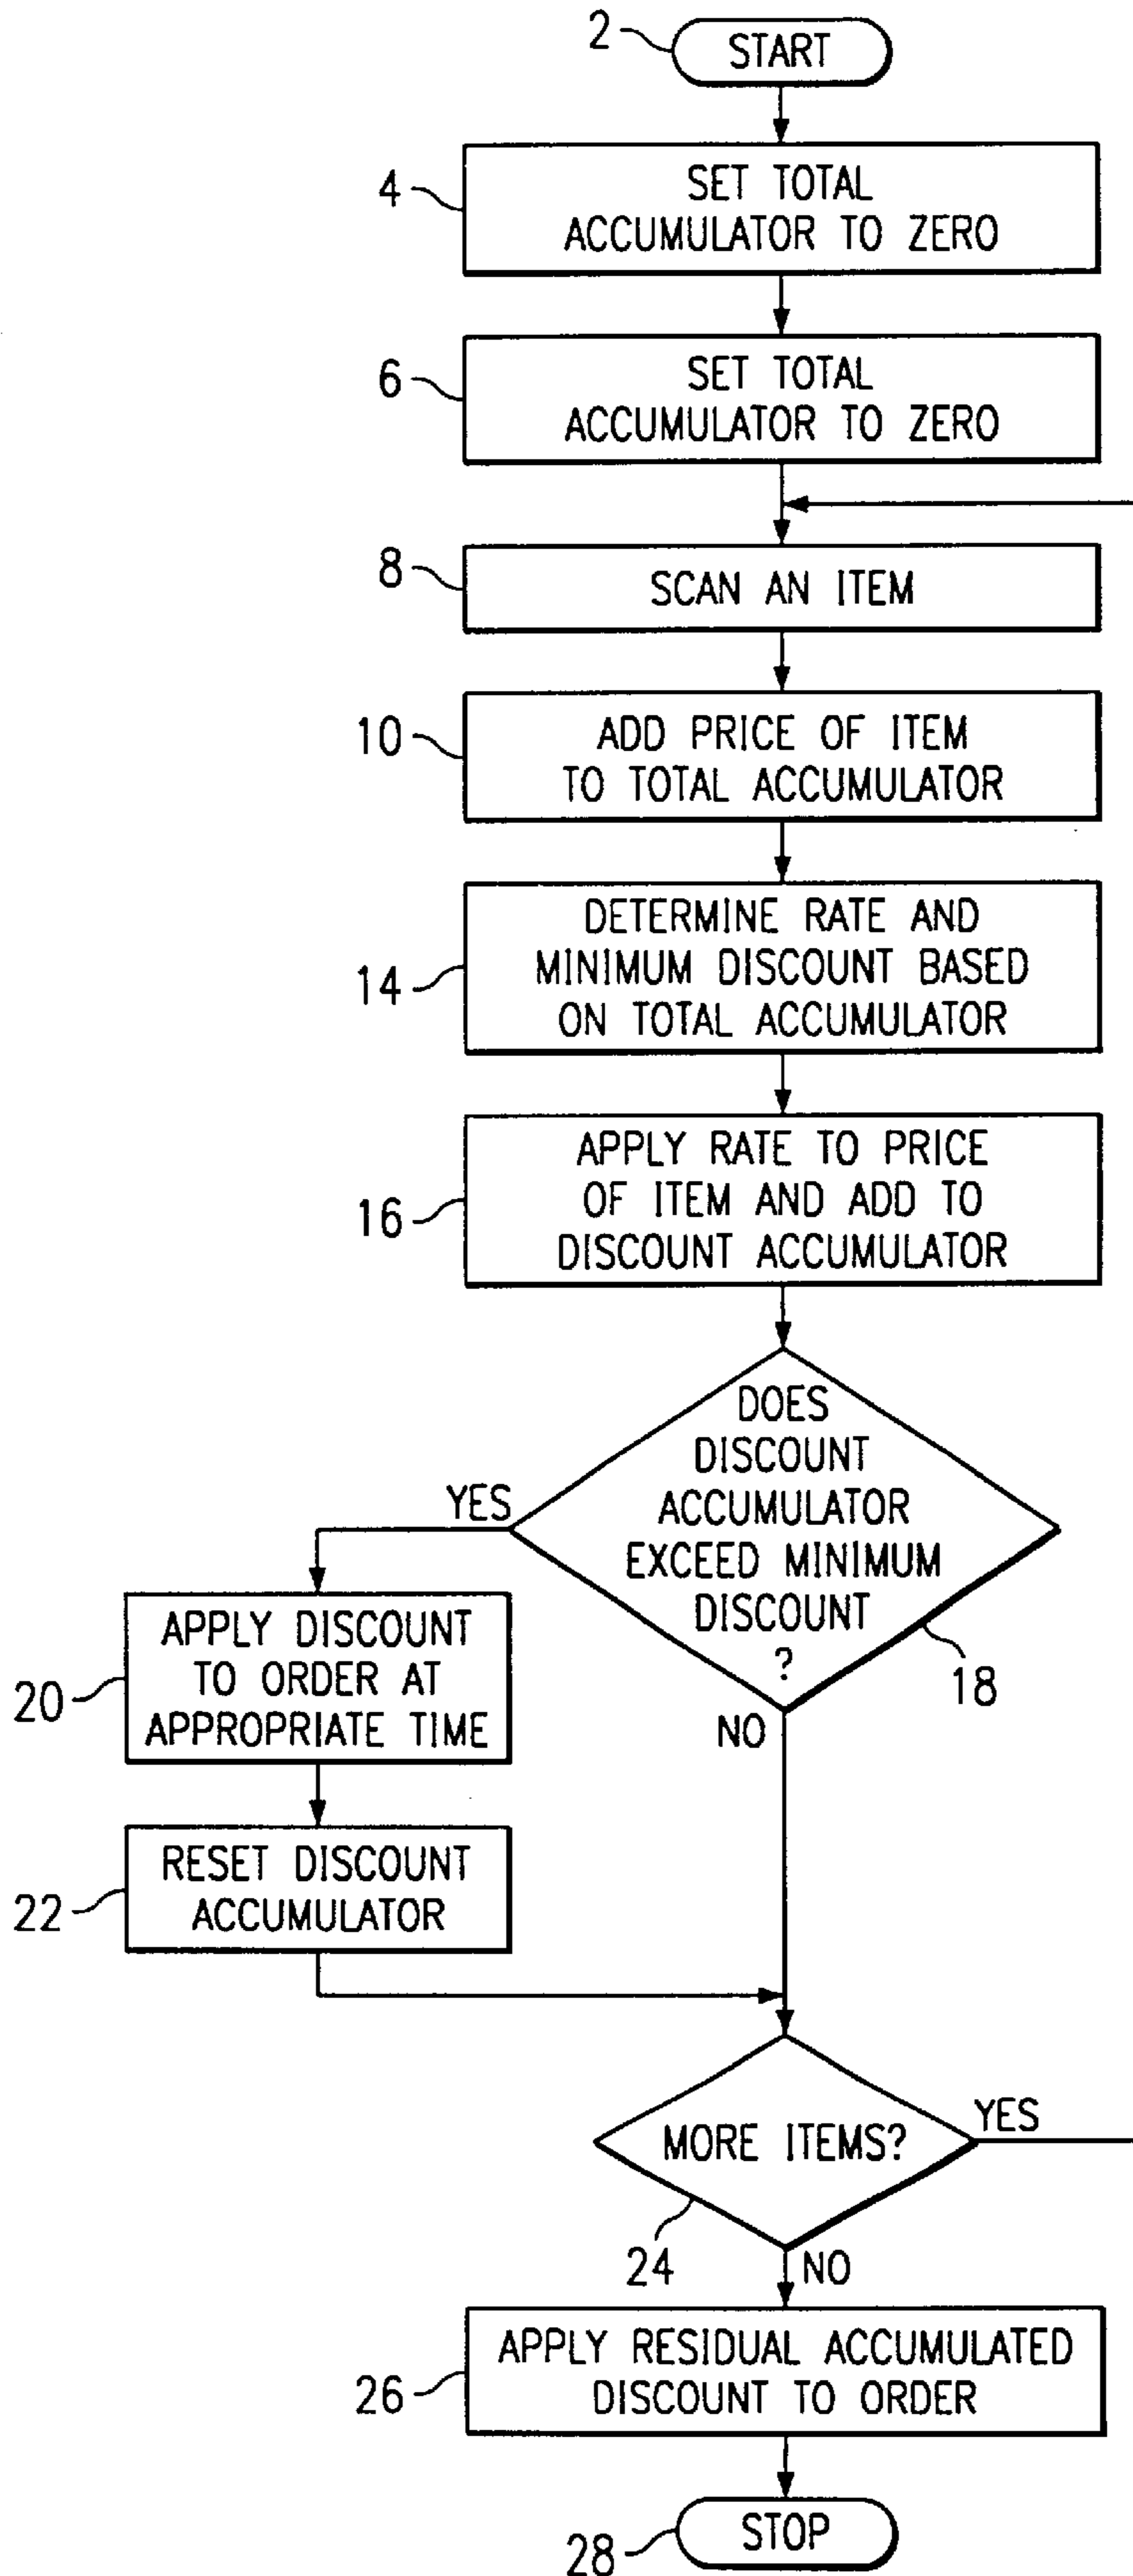 2
START
4
SET TOTAL
ACCUMULATOR TO ZERO
6
SET TOTAL
ACCUMULATOR TO ZERO
8
SCAN AN ITEM
10
ADD PRICE OF ITEM
TO TOTAL ACCUMULATOR
14
DETERMINE RATE AND
MINIMUM DISCOUNT BASED
ON TOTAL ACCUMULATOR
16
APPLY RATE TO PRICE
OF ITEM AND ADD TO
DISCOUNT ACCUMULATOR
DOES
DISCOUNT
ACCUMULATOR
EXCEED MINIMUM
DISCOUNT
?
18
YES
NO
20
APPLY DISCOUNT
TO ORDER AT
APPROPRIATE TIME
22
RESET DISCOUNT
ACCUMULATOR
MORE ITEMS?
YES
24
NO
26
APPLY RESIDUAL ACCUMULATED
DISCOUNT TO ORDER
28
STOP